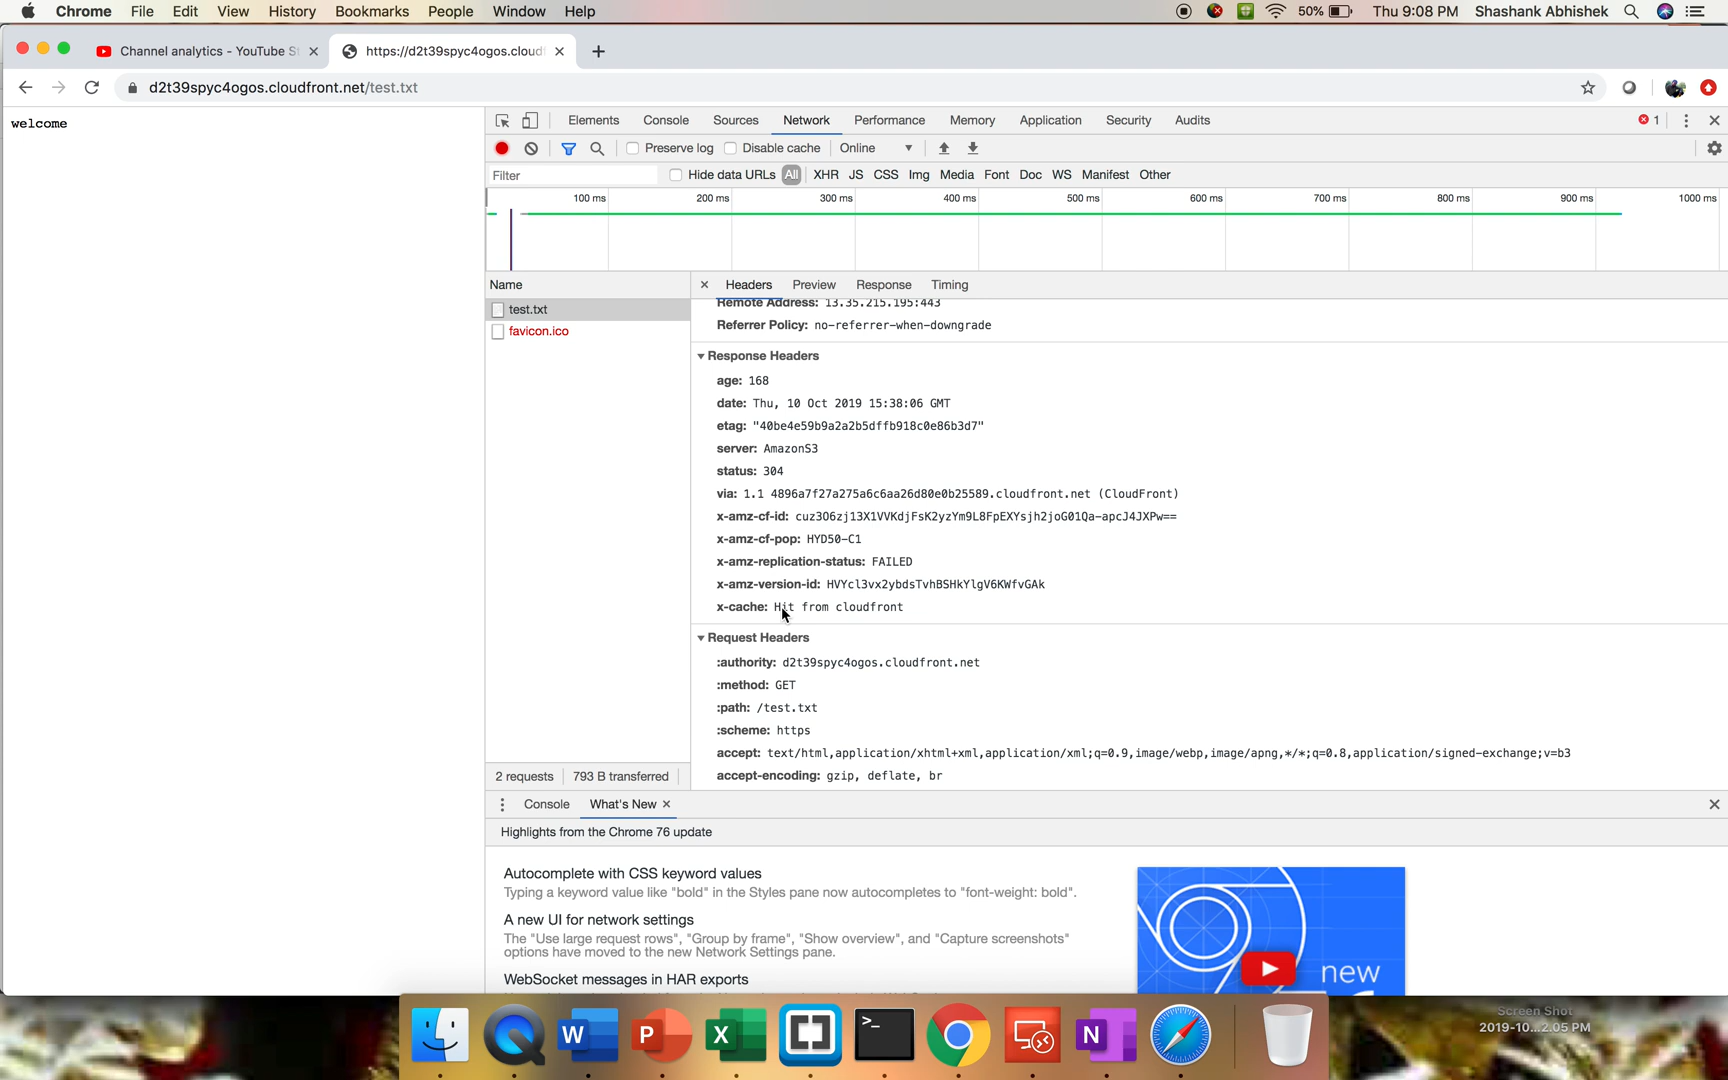 Chrome File Edit View History Bookmarks People Window Help 50% Thu 9:08 PM Shashank Abhishek
Channel analytics - YouTube St https://d2t39spyc4ogos.cloudf
d2t39spyc4ogos.cloudfront.net/test.txt
welcome
Elements Console Sources Network Performance Memory Application Security Audits 1
Preserve log Disable cache Online
Filter Hide data URLs All XHR JS CSS Img Media Font Doc WS Manifest Other
100 ms 200 ms 300 ms 400 ms 500 ms 600 ms 700 ms 800 ms 900 ms 1000 ms
Name Headers Preview Response Timing
test.txt
favicon.ico
Remote Address: 13.35.215.195:443
Referrer Policy: no-referrer-when-downgrade
Response Headers
age: 168
date: Thu, 10 Oct 2019 15:38:06 GMT
etag: "40be4e59b9a2a2b5dffb918c0e86b3d7"
server: AmazonS3
status: 304
via: 1.1 4896a7f27a275a6c6aa26d80e0b25589.cloudfront.net (CloudFront)
x-amz-cf-id: cuz3O6zj13X1VVKdjFsK2yzYm9L8FpEXYsjh2joG01Qa-apcJ4JXPw==
x-amz-cf-pop: HYD50-C1
x-amz-replication-status: FAILED
x-amz-version-id: HVYcl3vx2ybdsTvhBSHkYlgV6KWfvGAk
x-cache: Hit from cloudfront
Request Headers
:authority: d2t39spyc4ogos.cloudfront.net
:method: GET
:path: /test.txt
:scheme: https
accept: text/html,application/xhtml+xml,application/xml;q=0.9,image/webp,image/apng,*/*;q=0.8,application/signed-exchange;v=b3
accept-encoding: gzip, deflate, br
2 requests 793 B transferred
Console What's New
Highlights from the Chrome 76 update
Autocomplete with CSS keyword values
Typing a keyword value like "bold" in the Styles pane now autocompletes to "font-weight: bold".
A new UI for network settings
The "Use large request rows", "Group by frame", "Show overview", and "Capture screenshots"
options have moved to the new Network Settings pane.
WebSocket messages in HAR exports
new
Screen Shot
2019-10...2.05 PM
W P X >_ N